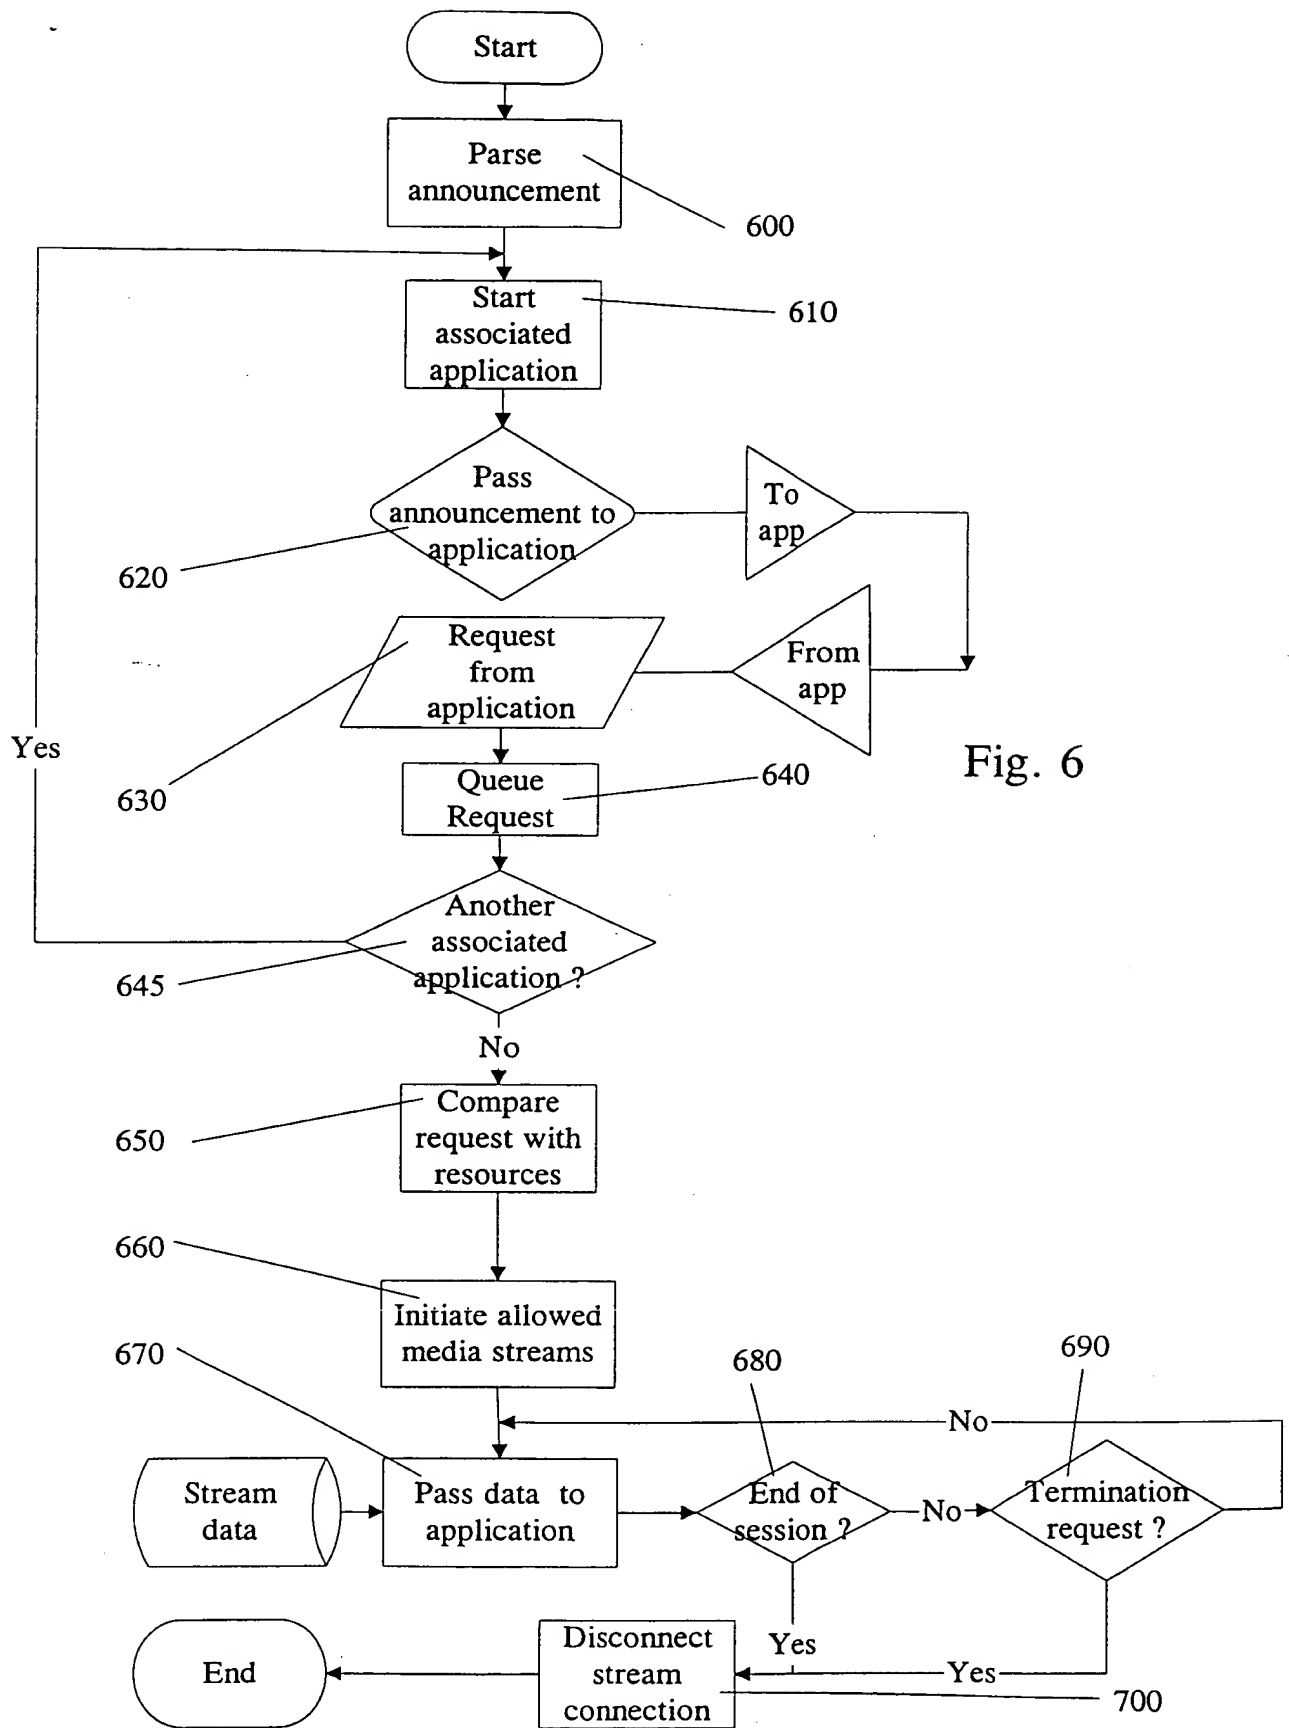 Start
Parse
announcement
600
Start
associated
application
610
Pass
announcement to
application
620
To
app
From
app
Request
from
application
630
Yes
Fig. 6
Queue
Request
640
Another
associated
application ?
645
No
Compare
request with
resources
650
660
Initiate allowed
media streams
670
680
690
No
Stream
data
Pass data to
application
End of
session ?
No
Termination
request ?
Yes
Yes
Disconnect
stream
connection
700
End